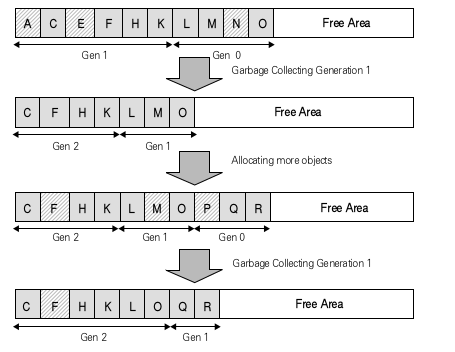 A C E F H K L M N O Free Area
Gen 1 Gen 0
Garbage Collecting Generation 1
C F H K L M O Free Area
Gen 2 Gen 1
Allocating more objects
C F H K L M O P Q R Free Area
Gen 2 Gen 1 Gen 0
Garbage Collecting Generation 1
C F H K L O Q R Free Area
Gen 2 Gen 1